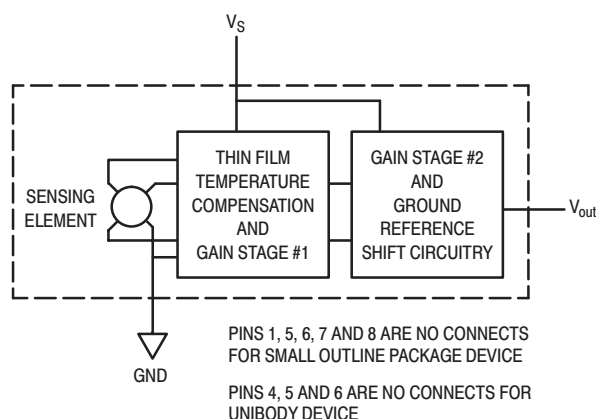 VS
SENSING
ELEMENT
THIN FILM
TEMPERATURE
COMPENSATION
AND
GAIN STAGE #1
GAIN STAGE #2
AND
GROUND
REFERENCE
SHIFT CIRCUITRY
Vout
GND
PINS 1, 5, 6, 7 AND 8 ARE NO CONNECTS
FOR SMALL OUTLINE PACKAGE DEVICE
PINS 4, 5 AND 6 ARE NO CONNECTS FOR
UNIBODY DEVICE